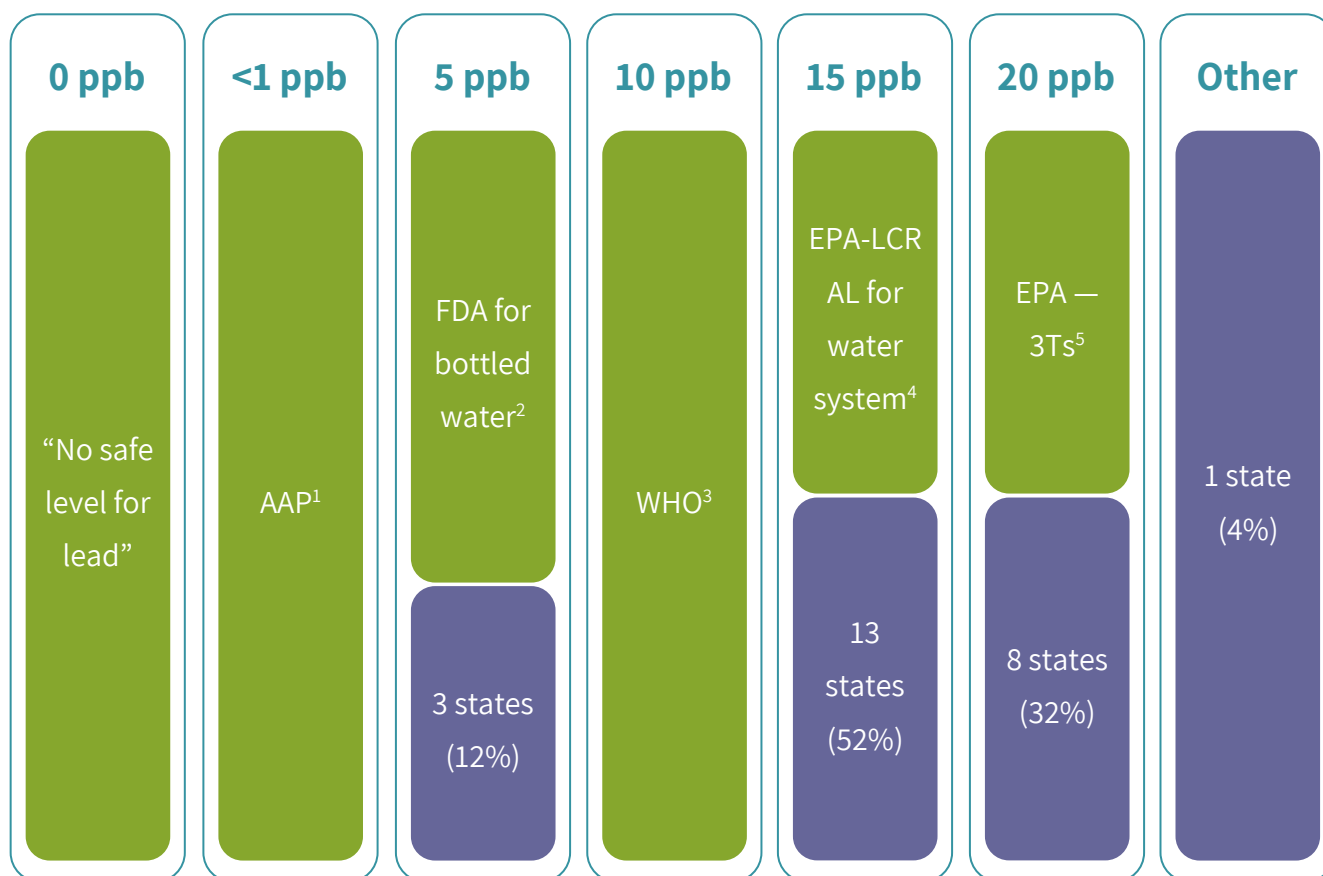 0 ppb
“No safe
level for
lead”
<1 ppb
AAP¹
5 ppb
FDA for
bottled
water²
3 states
(12%)
10 ppb
WHO³
15 ppb
EPA-LCR
AL for
water
system⁴
13
states
(52%)
20 ppb
EPA —
3Ts⁵
8 states
(32%)
Other
1 state
(4%)